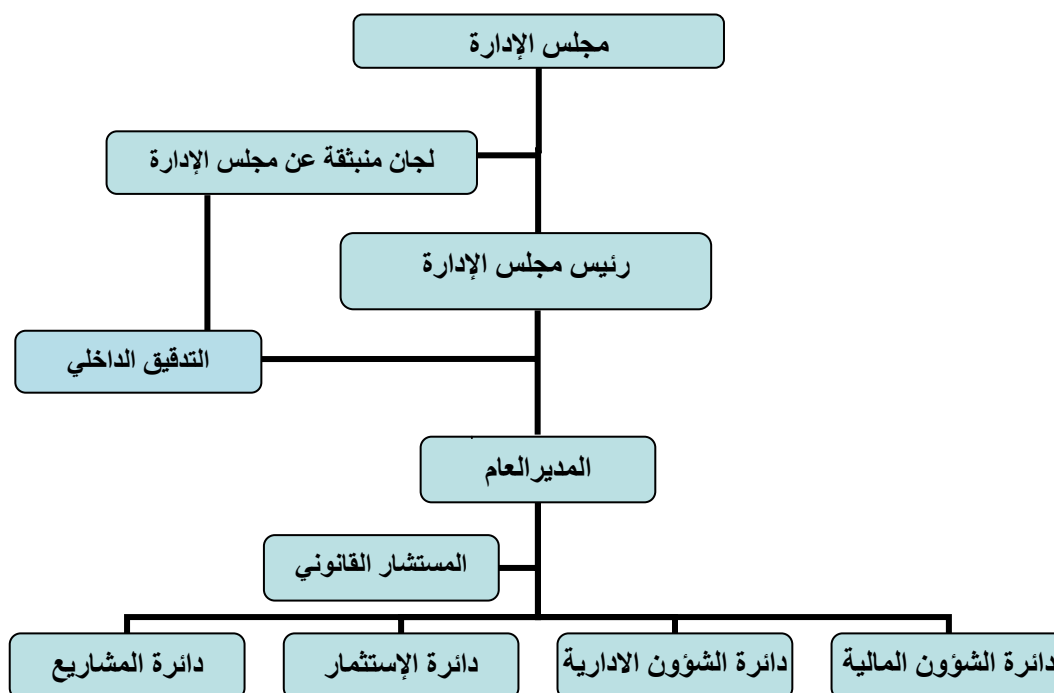 مجلس الإدارة
لجان منبثقة عن مجلس الإدارة
رئيس مجلس الإدارة
التدقيق الداخلي
المديرالعام
المستشار القانوني
دائرة الشؤون المالية
دائرة الشؤون الادارية
دائرة الإستثمار
دائرة المشاريع